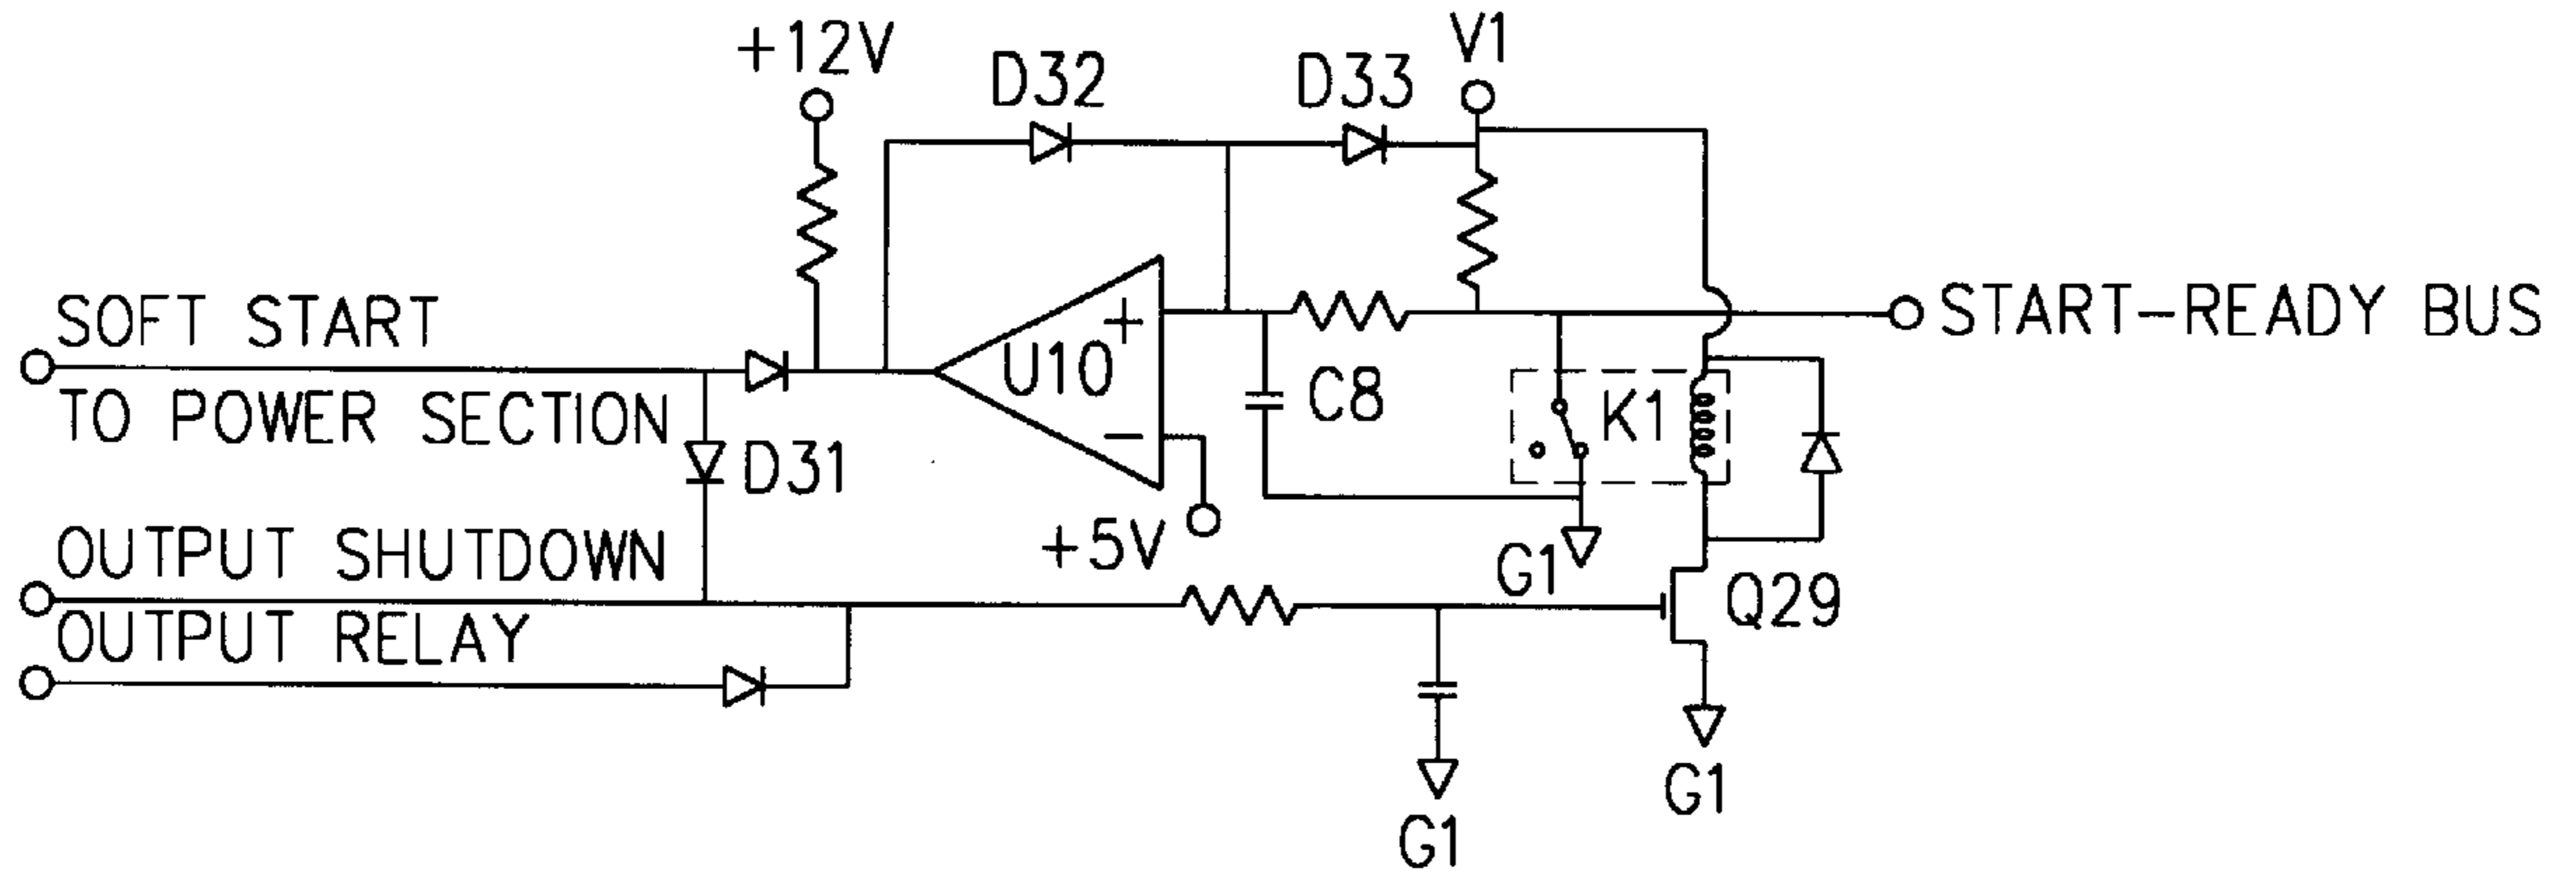 +12V
D32
D33
V1
SOFT START
TO POWER SECTION
U10
+
−
C8
K1
START-READY BUS
D31
+5V
G1
OUTPUT SHUTDOWN
Q29
OUTPUT RELAY
G1
G1